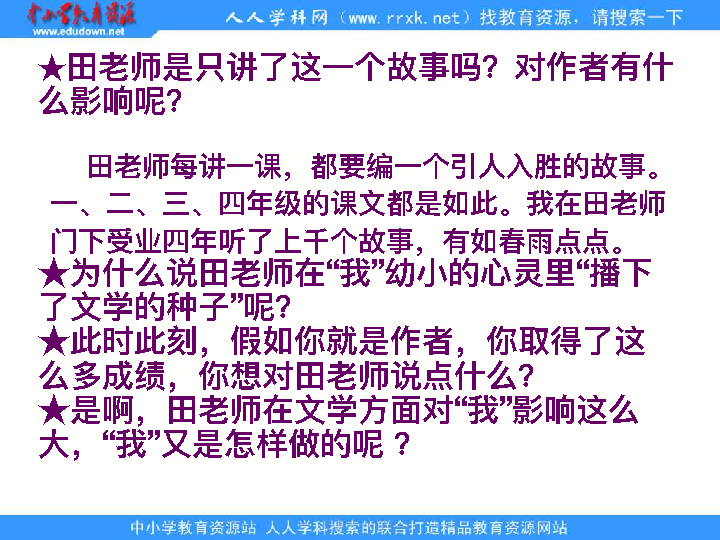 中小学教育资源站
www.edudown.net
人人学科网（www.rrxk.net）找教育资源，请搜索一下
★田老师是只讲了这一个故事吗？对作者有什
么影响呢？
田老师每讲一课，都要编一个引人入胜的故事。
一、二、三、四年级的课文都是如此。我在田老师
门下受业四年听了上千个故事，有如春雨点点。
★为什么说田老师在“我”幼小的心灵里“播下
了文学的种子”呢？
★此时此刻，假如你就是作者，你取得了这
么多成绩，你想对田老师说点什么？
★是啊，田老师在文学方面对“我”影响这么
大，“我”又是怎样做的呢 ？
中小学教育资源站 人人学科搜索的联合打造精品教育资源网站